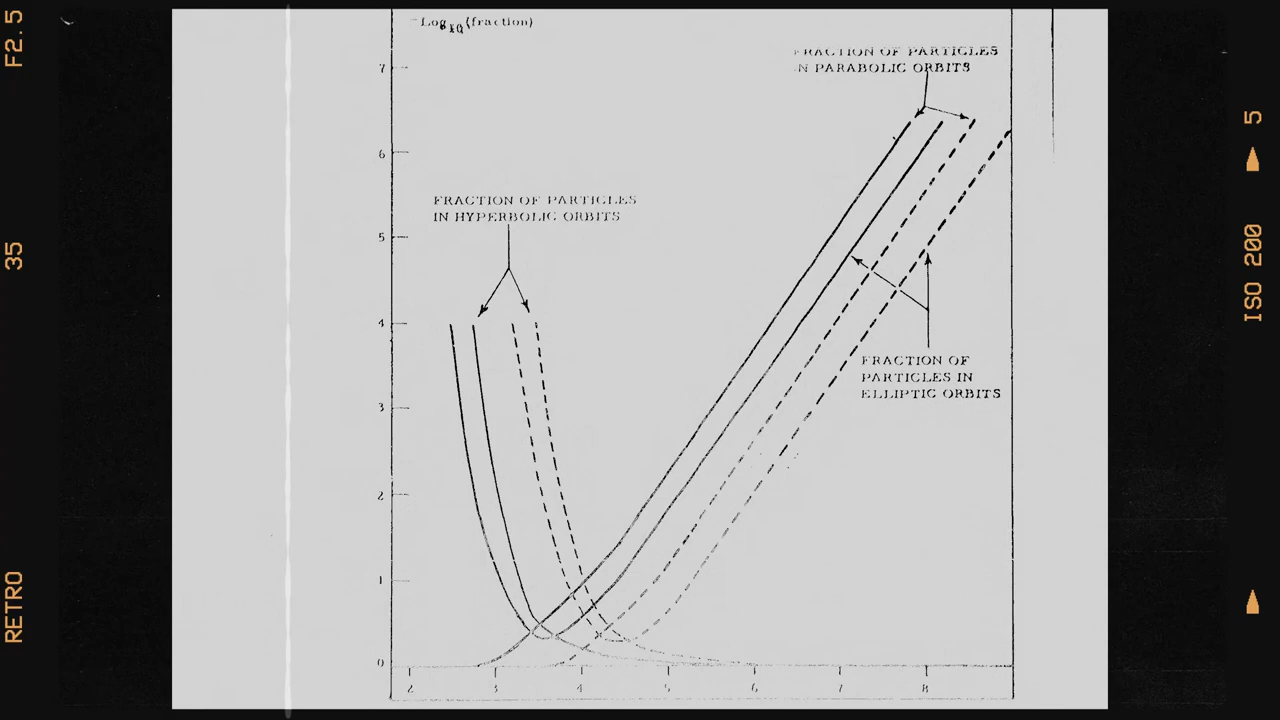 F2.5
35
RETRO
-Log10(fraction)
FRACTION OF PARTICLES
IN PARABOLIC ORBITS
7
6
FRACTION OF PARTICLES
IN HYPERBOLIC ORBITS
5
4
FRACTION OF
PARTICLES IN
ELLIPTIC ORBITS
3
2
1
0
2 3 4 5 6 7 8
5
ISO 200